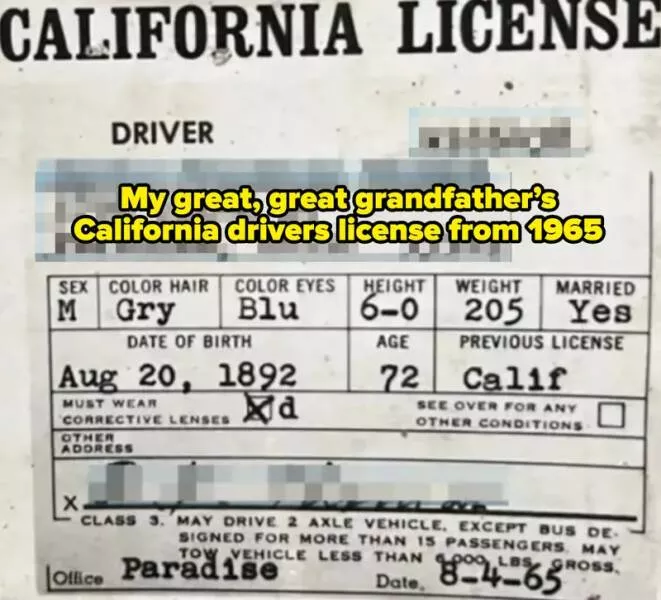 CALIFORNIA LICENSE
DRIVER
My great, great grandfather's
California drivers license from 1965
SEX COLOR HAIR COLOR EYES HEIGHT WEIGHT MARRIED
M Gry Blu 6-0 205 Yes
DATE OF BIRTH AGE PREVIOUS LICENSE
Aug 20, 1892 72 Calif
MUST WEAR
CORRECTIVE LENSES d
SEE OVER FOR ANY
OTHER CONDITIONS
OTHER
ADDRESS
X
CLASS 3. MAY DRIVE 2 AXLE VEHICLE, EXCEPT BUS DE-
SIGNED FOR MORE THAN 15 PASSENGERS. MAY
TOW VEHICLE LESS THAN 6,000 LBS. GROSS.
Office Paradise Date 8-4-65